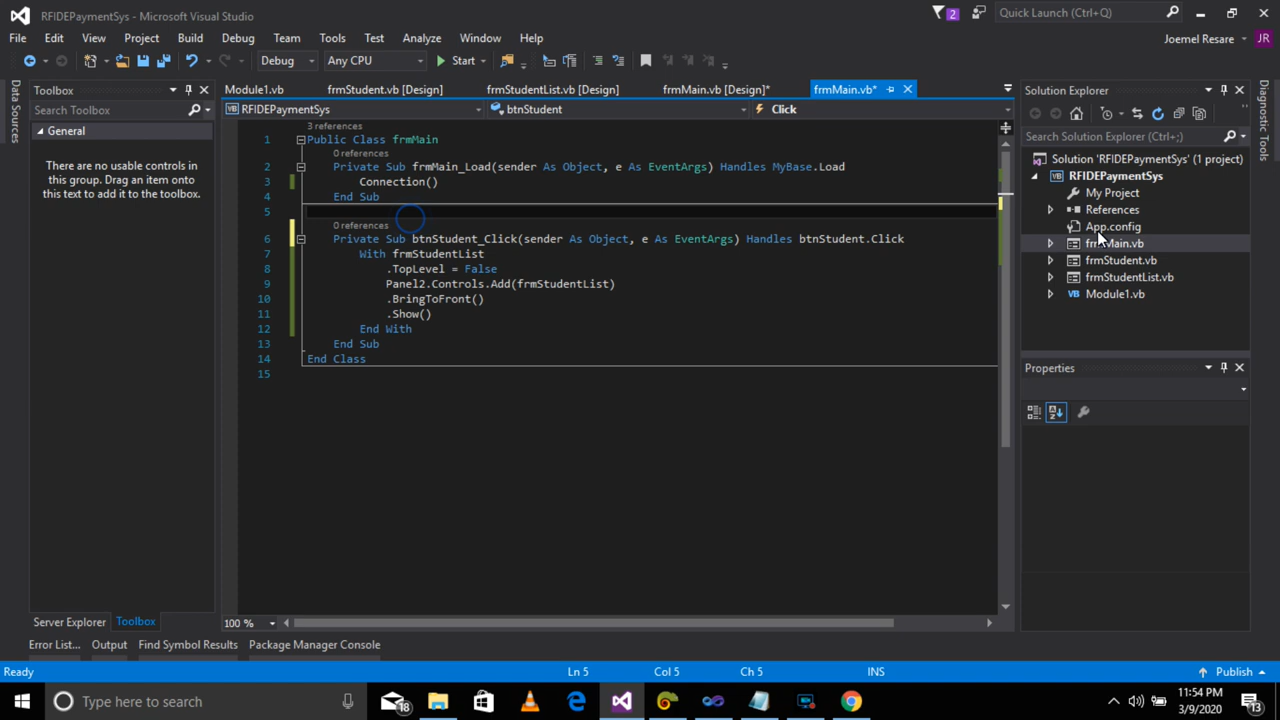 RFIDEPaymentSys - Microsoft Visual Studio
2
Quick Launch (Ctrl+Q)
File Edit View Project Build Debug Team Tools Test Analyze Window Help
Joemel Resare
JR
Debug
Any CPU
Start
Data Sources
Toolbox
Search Toolbox
General
There are no usable controls in
this group. Drag an item onto
this text to add it to the toolbox.
Server Explorer
Toolbox
Module1.vb
frmStudent.vb [Design]
frmStudentList.vb [Design]
frmMain.vb [Design]*
frmMain.vb*
RFIDEPaymentSys
btnStudent
Click
3 references
1 Public Class frmMain
0 references
2 Private Sub frmMain_Load(sender As Object, e As EventArgs) Handles MyBase.Load
3 Connection()
4 End Sub
5
0 references
6 Private Sub btnStudent_Click(sender As Object, e As EventArgs) Handles btnStudent.Click
7 With frmStudentList
8 .TopLevel = False
9 Panel2.Controls.Add(frmStudentList)
10 .BringToFront()
11 .Show()
12 End With
13 End Sub
14 End Class
15
100 %
Solution Explorer
Search Solution Explorer (Ctrl+;)
Solution 'RFIDEPaymentSys' (1 project)
RFIDEPaymentSys
My Project
References
App.config
frmMain.vb
frmStudent.vb
frmStudentList.vb
Module1.vb
Properties
Diagnostic Tools
Error List... Output Find Symbol Results Package Manager Console
Ready
Ln 5
Col 5
Ch 5
INS
Publish
Type here to search
18
11:54 PM
3/9/2020
13